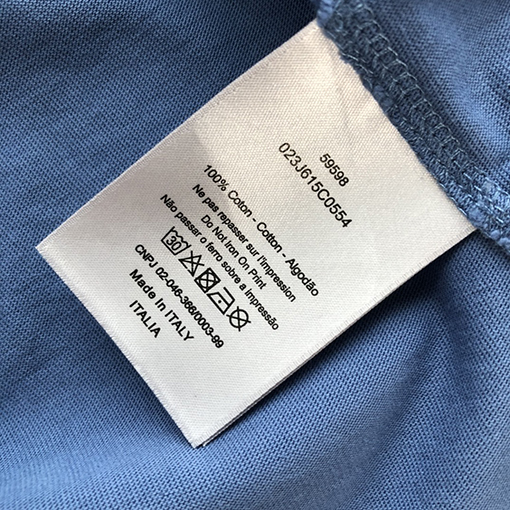 59598
023J615C0554
100% Coton - Cotton - Algodão
Ne pas repasser sur l'impression
Do Not Iron On Print
Não passar o ferro sobre a impressão
30
CNPJ 02-046-366/0003-99
Made In ITALY
ITALIA